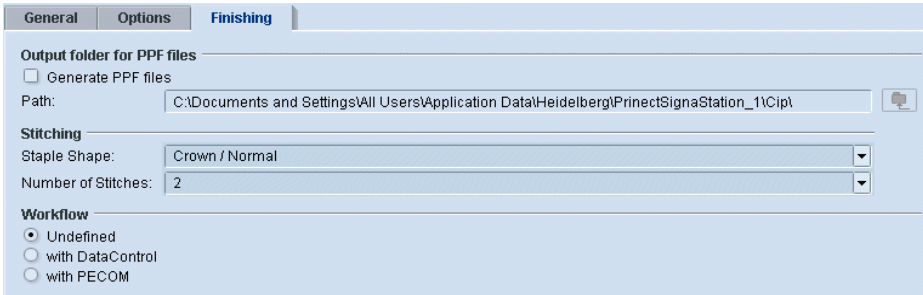 General Options Finishing
Output folder for PPF files
Generate PPF files
Path: C:\Documents and Settings\All Users\Application Data\Heidelberg\PrinectSignaStation_1\Cip\
Stitching
Staple Shape: Crown / Normal
Number of Stitches: 2
Workflow
Undefined
with DataControl
with PECOM